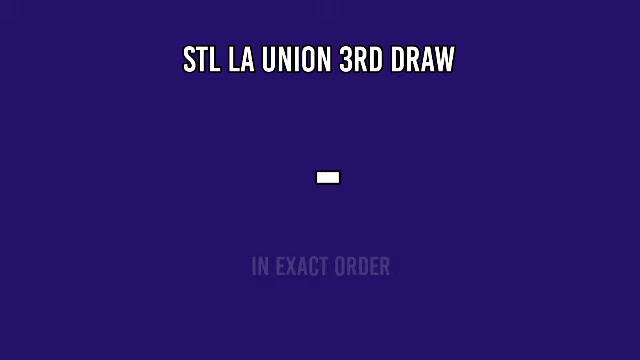 STL LA UNION 3RD DRAW
-
IN EXACT ORDER